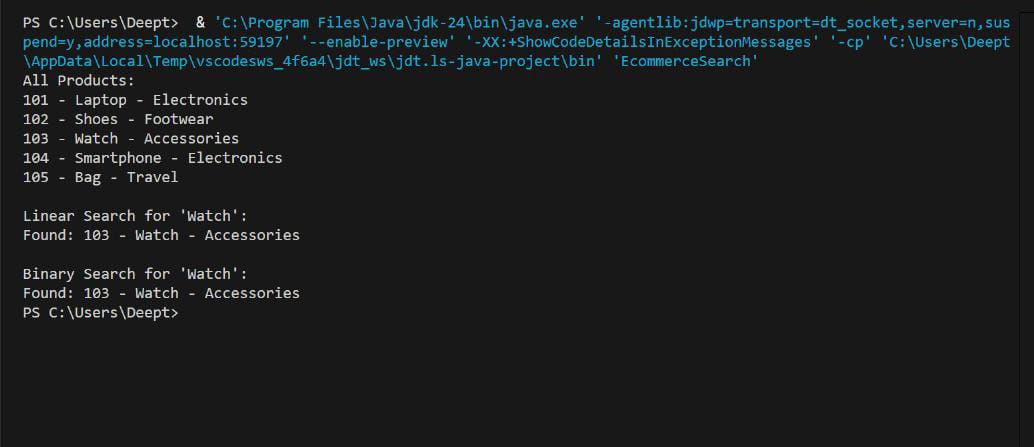 PS C:\Users\Deept>  & 'C:\Program Files\Java\jdk-24\bin\java.exe' '-agentlib:jdwp=transport=dt_socket,server=n,sus
pend=y,address=localhost:59197' '--enable-preview' '-XX:+ShowCodeDetailsInExceptionMessages' '-cp' 'C:\Users\Deept
\AppData\Local\Temp\vscodesws_4f6a4\jdt_ws\jdt.ls-java-project\bin' 'EcommerceSearch'
All Products:
101 - Laptop - Electronics
102 - Shoes - Footwear
103 - Watch - Accessories
104 - Smartphone - Electronics
105 - Bag - Travel
Linear Search for 'Watch':
Found: 103 - Watch - Accessories
Binary Search for 'Watch':
Found: 103 - Watch - Accessories
PS C:\Users\Deept>